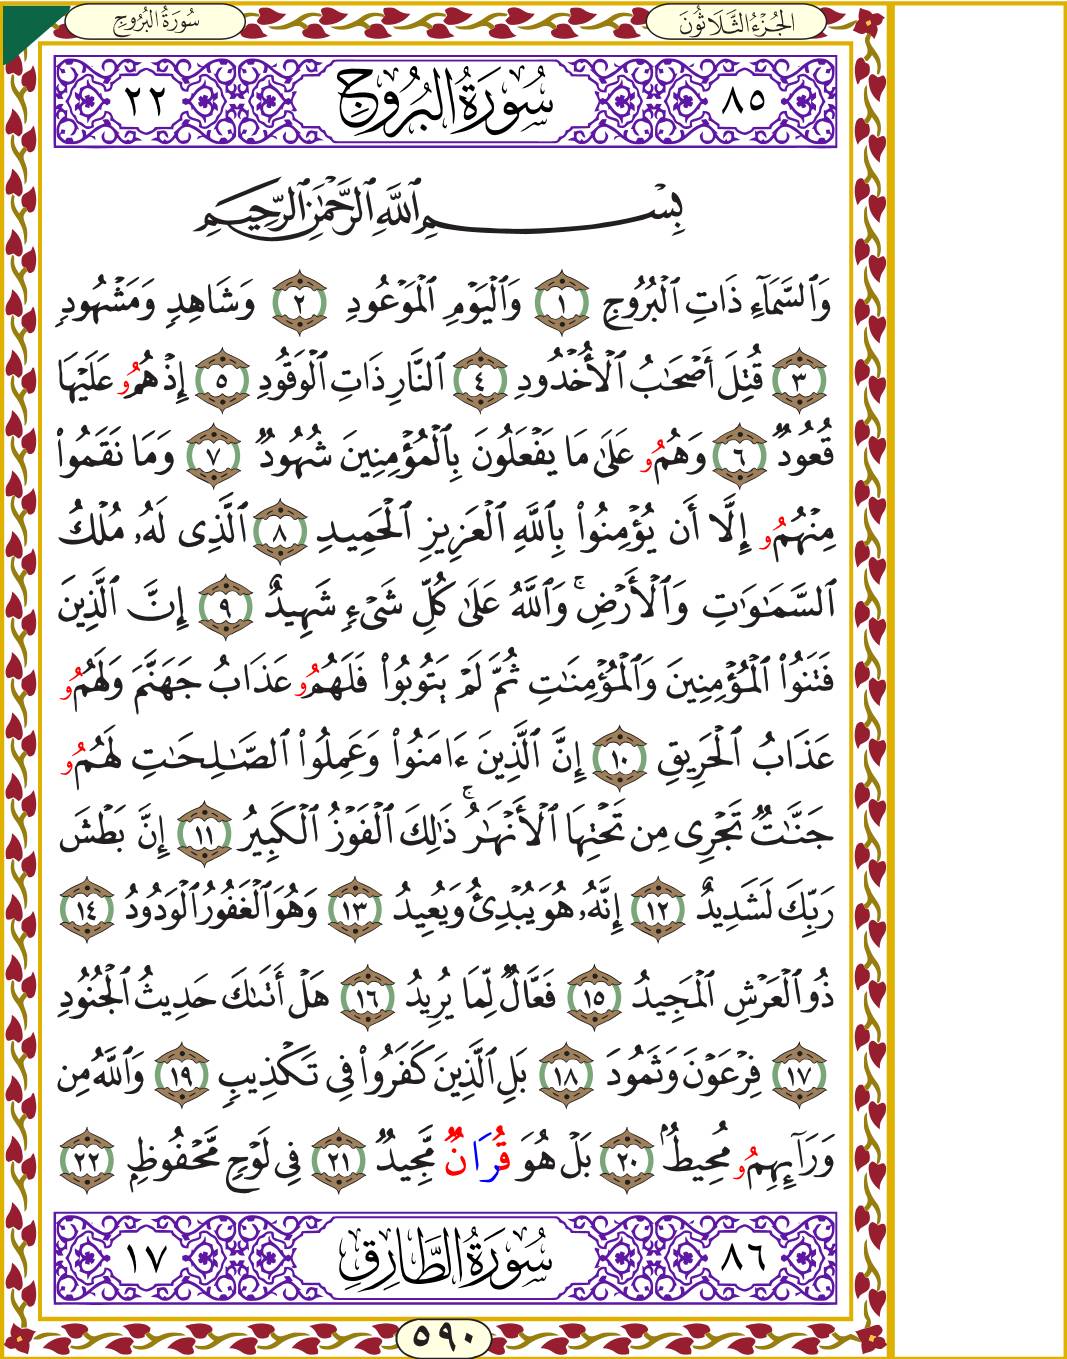 الجُزْءُ الثَّلَاثُونَ
سُورَةُ البُرُوجِ
٨٥ سُورَةُ البُرُوجِ ٢٢
بِسْمِ ٱللَّهِ ٱلرَّحْمَٰنِ ٱلرَّحِيمِ
وَٱلسَّمَآءِ ذَاتِ ٱلْبُرُوجِ ١ وَٱلْيَوْمِ ٱلْمَوْعُودِ ٢ وَشَاهِدٍ وَمَشْهُودٍ
٣ قُتِلَ أَصْحَٰبُ ٱلْأُخْدُودِ ٤ ٱلنَّارِ ذَاتِ ٱلْوَقُودِ ٥ إِذْ هُمُو عَلَيْهَا
قُعُودٌ ٦ وَهُمُو عَلَىٰ مَا يَفْعَلُونَ بِٱلْمُؤْمِنِينَ شُهُودٌ ٧ وَمَا نَقَمُوا۟
مِنْهُمُو إِلَّا أَن يُؤْمِنُوا۟ بِٱللَّهِ ٱلْعَزِيزِ ٱلْحَمِيدِ ٨ ٱلَّذِى لَهُۥ مُلْكُ
ٱلسَّمَٰوَٰتِ وَٱلْأَرْضِ ۚ وَٱللَّهُ عَلَىٰ كُلِّ شَىْءٍ شَهِيدٌ ٩ إِنَّ ٱلَّذِينَ
فَتَنُوا۟ ٱلْمُؤْمِنِينَ وَٱلْمُؤْمِنَٰتِ ثُمَّ لَمْ يَتُوبُوا۟ فَلَهُمُو عَذَابُ جَهَنَّمَ وَلَهُمُو
عَذَابُ ٱلْحَرِيقِ ١٠ إِنَّ ٱلَّذِينَ ءَامَنُوا۟ وَعَمِلُوا۟ ٱلصَّٰلِحَٰتِ لَهُمُو
جَنَّٰتٌ تَجْرِى مِن تَحْتِهَا ٱلْأَنْهَٰرُ ۚ ذَٰلِكَ ٱلْفَوْزُ ٱلْكَبِيرُ ١١ إِنَّ بَطْشَ
رَبِّكَ لَشَدِيدٌ ١٢ إِنَّهُۥ هُوَ يُبْدِئُ وَيُعِيدُ ١٣ وَهُوَ ٱلْغَفُورُ ٱلْوَدُودُ ١٤
ذُو ٱلْعَرْشِ ٱلْمَجِيدُ ١٥ فَعَّالٌ لِّمَا يُرِيدُ ١٦ هَلْ أَتَىٰكَ حَدِيثُ ٱلْجُنُودِ
١٧ فِرْعَوْنَ وَثَمُودَ ١٨ بَلِ ٱلَّذِينَ كَفَرُوا۟ فِى تَكْذِيبٍ ١٩ وَٱللَّهُ مِن
وَرَآئِهِمُو مُحِيطٌ ٢٠ بَلْ هُوَ قُرَانٌ مَّجِيدٌ ٢١ فِى لَوْحٍ مَّحْفُوظٍ ٢٢
٨٦ سُورَةُ الطَّارِقِ ١٧
٥٩٠